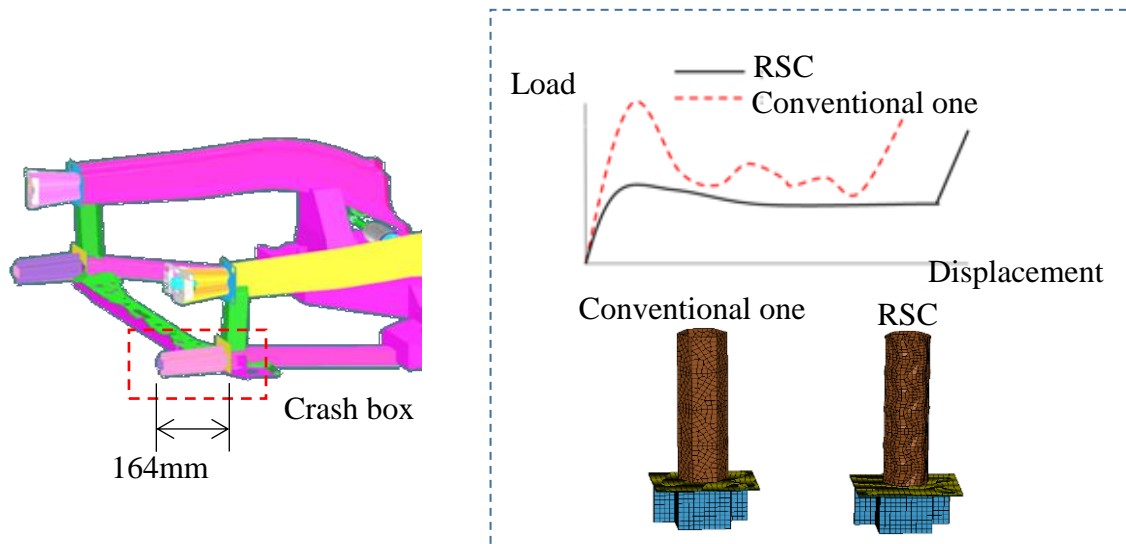 Crash box
164mm
Load
RSC
Conventional one
Displacement
Conventional one
RSC